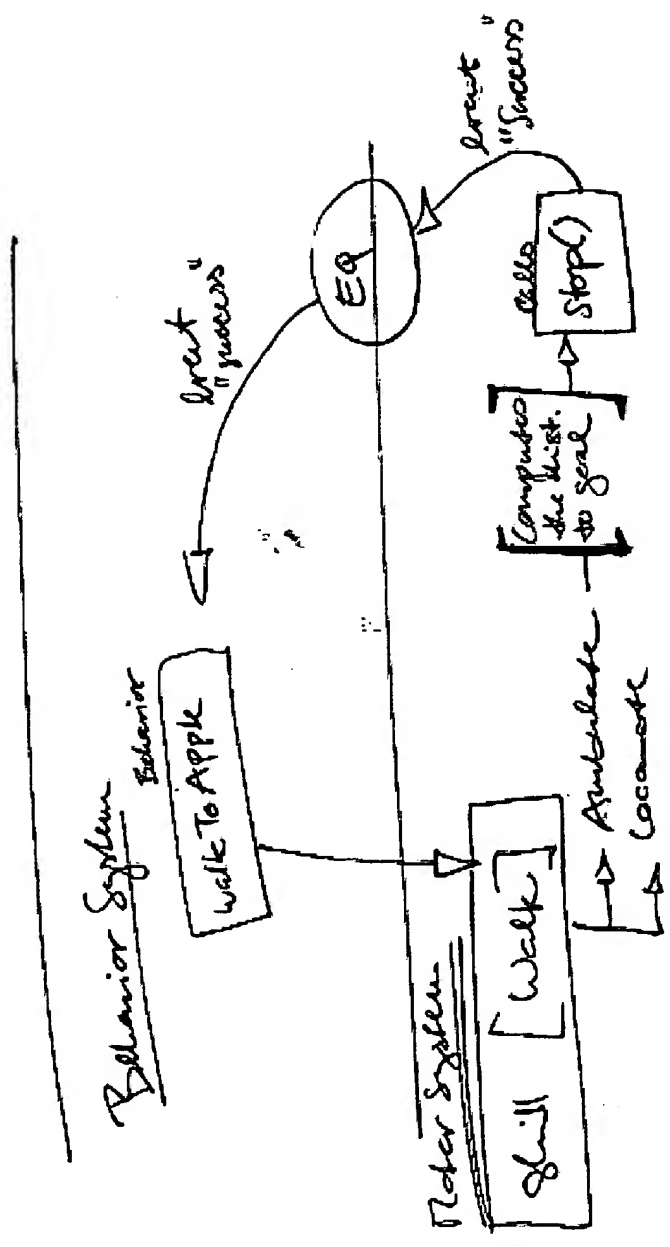 Behavior System
Behavior
Walk To Apple
Event
"success"
EQ
Motor System
Skill [Walk]
Ambulate
Locomote
Computes
the dist.
to goal
calls
Stop()
Event
"Success"